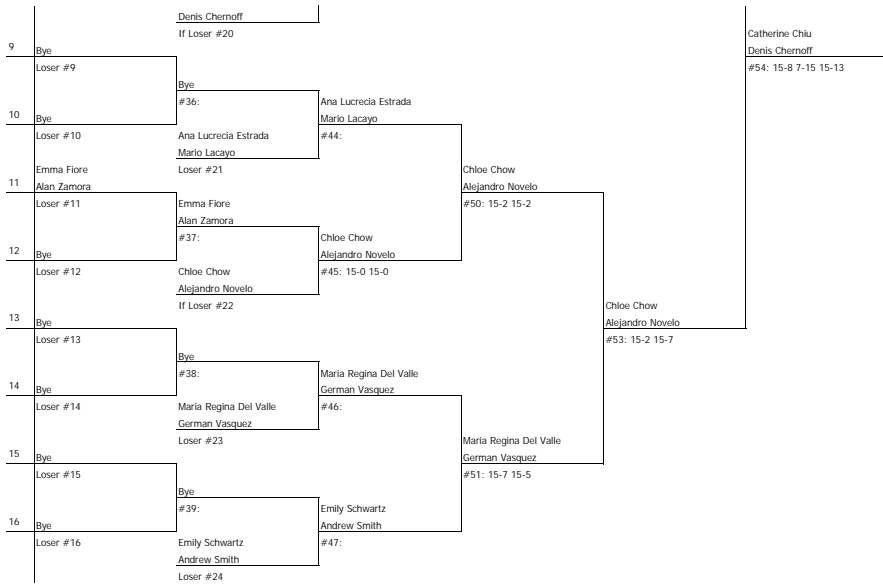 Denis Chernoff
If Loser #20
Catherine Chiu
Denis Chernoff
#54: 15-8 7-15 15-13
9
Bye
Loser #9
Bye
#36:
Ana Lucrecia Estrada
Mario Lacayo
#44:
10
Bye
Loser #10
Ana Lucrecia Estrada
Mario Lacayo
Loser #21
Chloe Chow
Alejandro Novelo
#50: 15-2 15-2
Emma Fiore
11
Alan Zamora
Loser #11
Emma Fiore
Alan Zamora
#37:
Chloe Chow
Alejandro Novelo
#45: 15-0 15-0
12
Bye
Loser #12
Chloe Chow
Alejandro Novelo
If Loser #22
Chloe Chow
Alejandro Novelo
#53: 15-2 15-7
13
Bye
Loser #13
Bye
#38:
Maria Regina Del Valle
German Vasquez
#46:
14
Bye
Loser #14
Maria Regina Del Valle
German Vasquez
Loser #23
Maria Regina Del Valle
German Vasquez
#51: 15-7 15-5
15
Bye
Loser #15
Bye
#39:
Emily Schwartz
Andrew Smith
#47:
16
Bye
Loser #16
Emily Schwartz
Andrew Smith
Loser #24